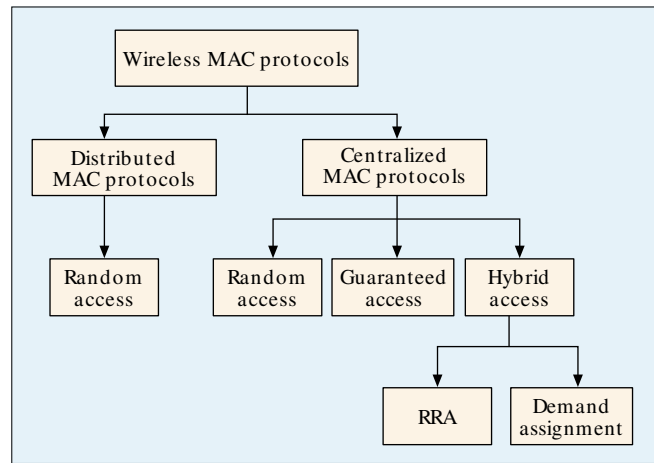 Wireless MAC protocols
Distributed
MAC protocols
Centralized
MAC protocols
Random
access
Random
access
Guaranteed
access
Hybrid
access
RRA
Demand
assignment